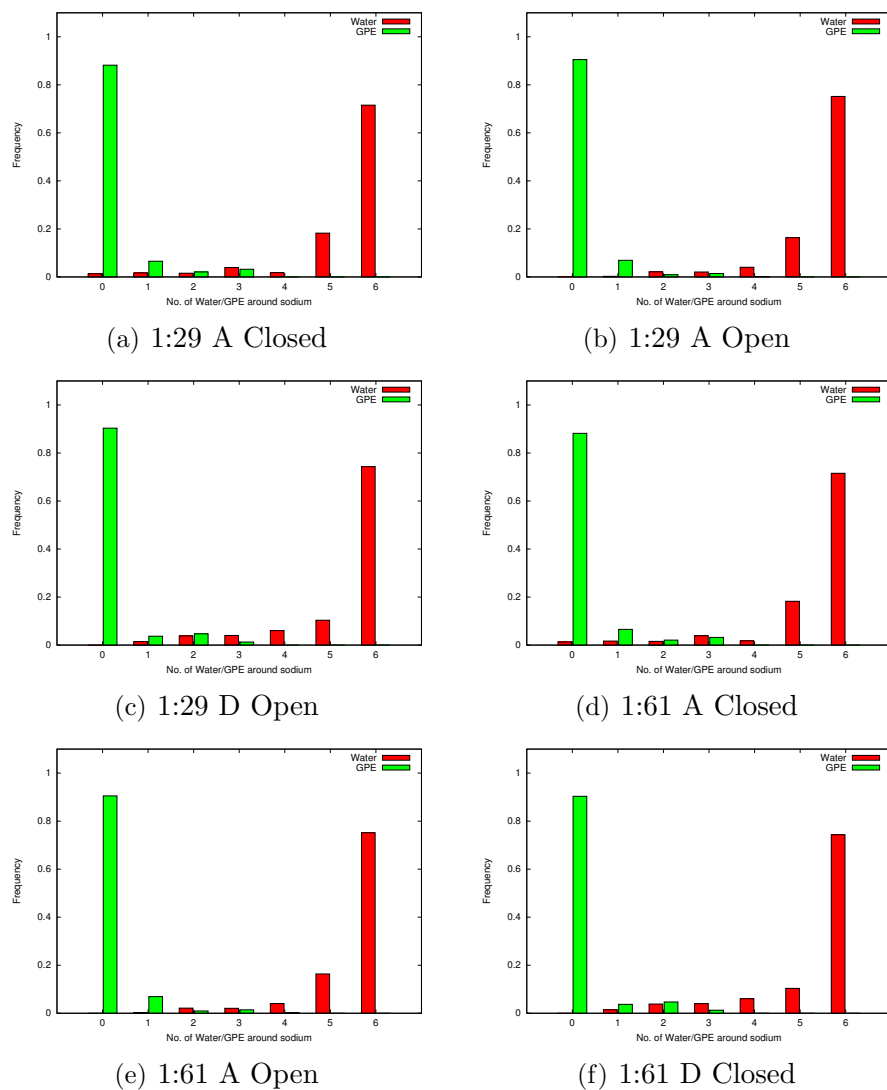 Water
GPE
1
0.8
0.6
0.4
0.2
0
Frequency
0 1 2 3 4 5 6
No. of Water/GPE around sodium
(a) 1:29 A Closed
Water
GPE
1
0.8
0.6
0.4
0.2
0
Frequency
0 1 2 3 4 5 6
No. of Water/GPE around sodium
(b) 1:29 A Open
Water
GPE
1
0.8
0.6
0.4
0.2
0
Frequency
0 1 2 3 4 5 6
No. of Water/GPE around sodium
(c) 1:29 D Open
Water
GPE
1
0.8
0.6
0.4
0.2
0
Frequency
0 1 2 3 4 5 6
No. of Water/GPE around sodium
(d) 1:61 A Closed
Water
GPE
1
0.8
0.6
0.4
0.2
0
Frequency
0 1 2 3 4 5 6
No. of Water/GPE around sodium
(e) 1:61 A Open
Water
GPE
1
0.8
0.6
0.4
0.2
0
Frequency
0 1 2 3 4 5 6
No. of Water/GPE around sodium
(f) 1:61 D Closed